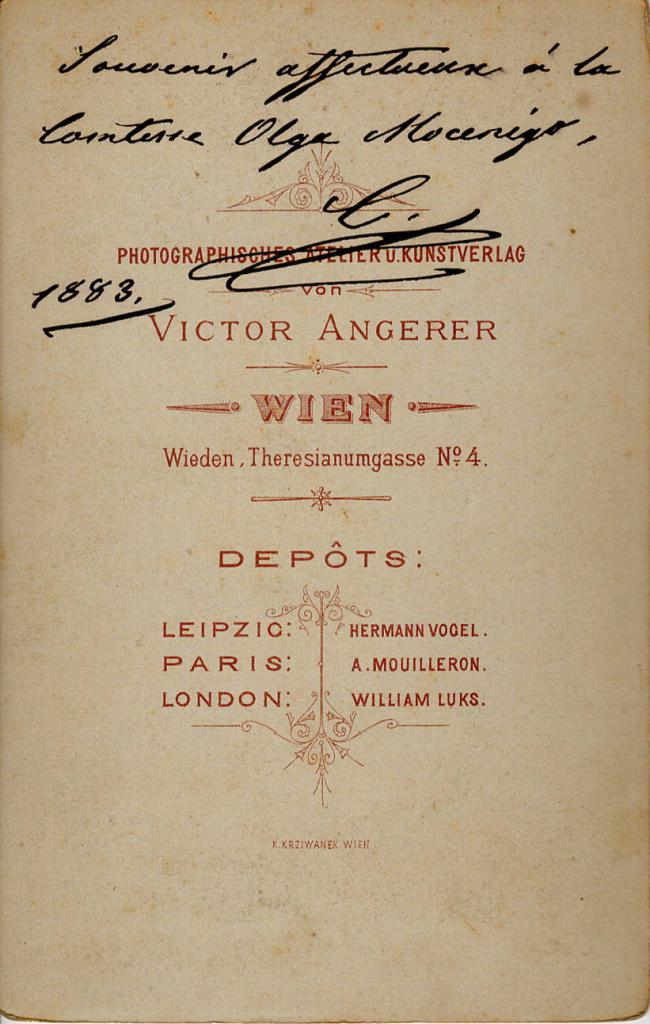 Souvenir affectueux à la
Comtesse Olga Mocenigo,
C.
PHOTOGRAPHISCHES ATELIER U. KUNSTVERLAG
1883.
von
VICTOR ANGERER
WIEN
Wieden, Theresianumgasse Nº 4.
DEPÔTS:
LEIPZIG: HERMANN VOGEL.
PARIS: A. MOUILLERON.
LONDON: WILLIAM LUKS.
K. KRZIWANEK WIEN